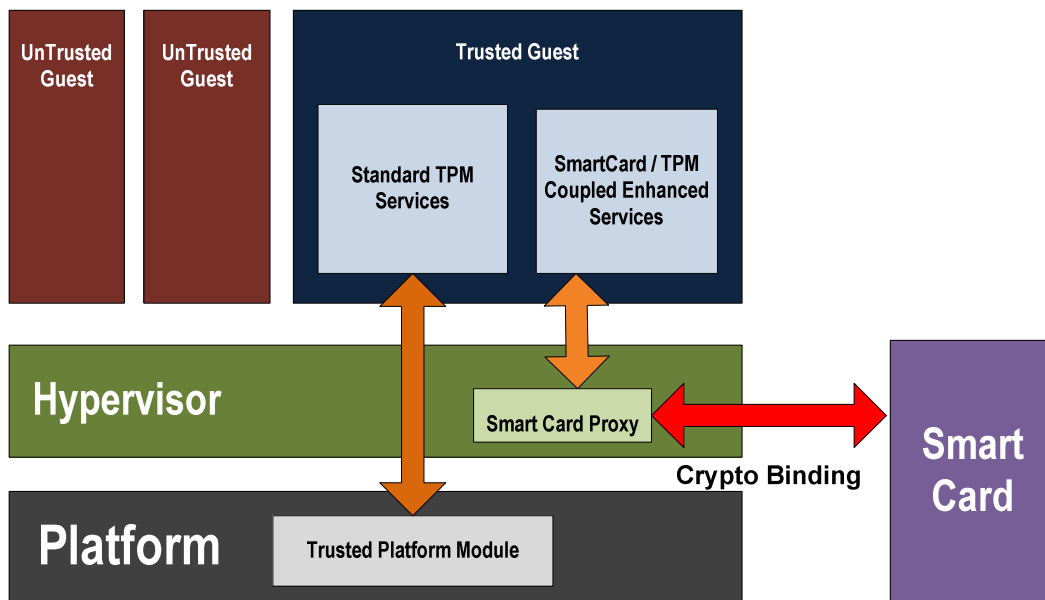 UnTrusted
Guest
UnTrusted
Guest
Trusted Guest
Standard TPM
Services
SmartCard / TPM
Coupled Enhanced
Services
Hypervisor
Smart Card Proxy
Crypto Binding
Smart
Card
Platform
Trusted Platform Module